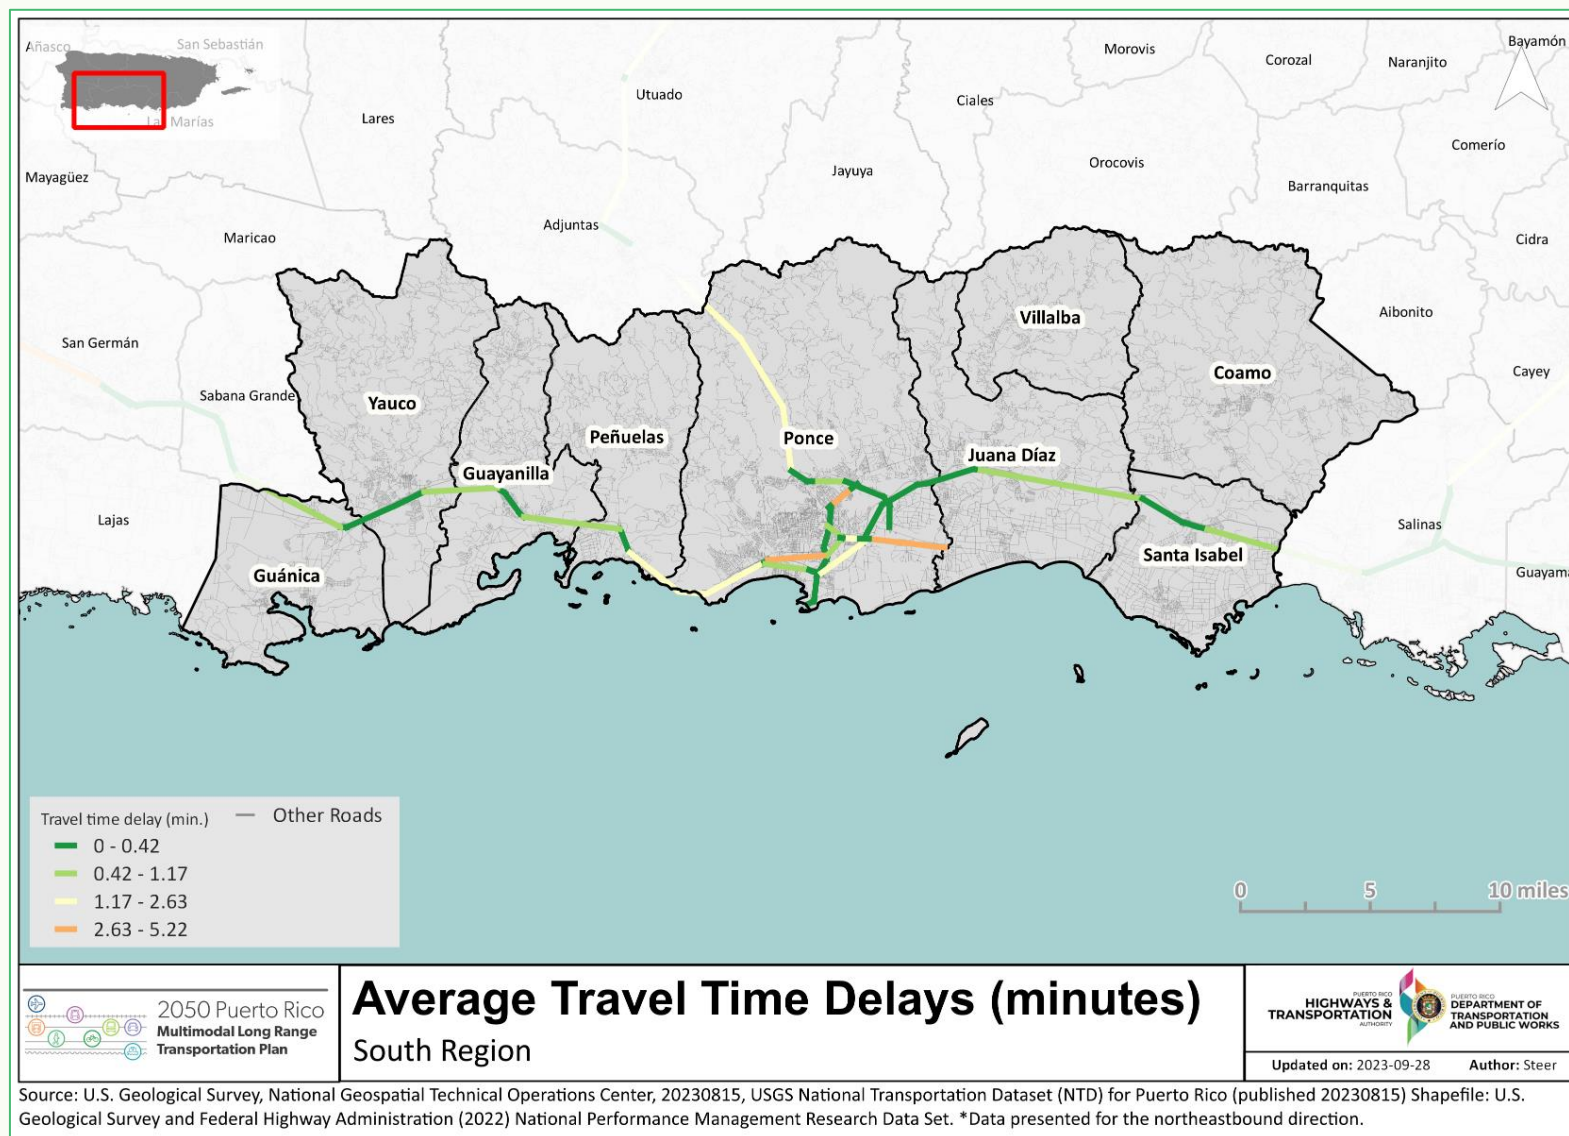 Añasco
San Sebastián
Las Marías
Mayagüez
Lares
Utuado
Maricao
Adjuntas
Jayuya
Ciales
Morovis
Orocovis
Corozal
Naranjito
Bayamón
Comerío
Barranquitas
Cidra
Aibonito
Cayey
San Germán
Sabana Grande
Lajas
Salinas
Guayama
Yauco
Guayanilla
Peñuelas
Ponce
Juana Díaz
Villalba
Coamo
Guánica
Santa Isabel
Travel time delay (min.)
Other Roads
0 - 0.42
0.42 - 1.17
1.17 - 2.63
2.63 - 5.22
0 5 10 miles
2050 Puerto Rico
Multimodal Long Range
Transportation Plan
Average Travel Time Delays (minutes)
South Region
PUERTO RICO
HIGHWAYS &
TRANSPORTATION
AUTHORITY
PUERTO RICO
DEPARTMENT OF
TRANSPORTATION
AND PUBLIC WORKS
Updated on: 2023-09-28 Author: Steer
Source: U.S. Geological Survey, National Geospatial Technical Operations Center, 20230815, USGS National Transportation Dataset (NTD) for Puerto Rico (published 20230815) Shapefile: U.S.
Geological Survey and Federal Highway Administration (2022) National Performance Management Research Data Set. *Data presented for the northeastbound direction.